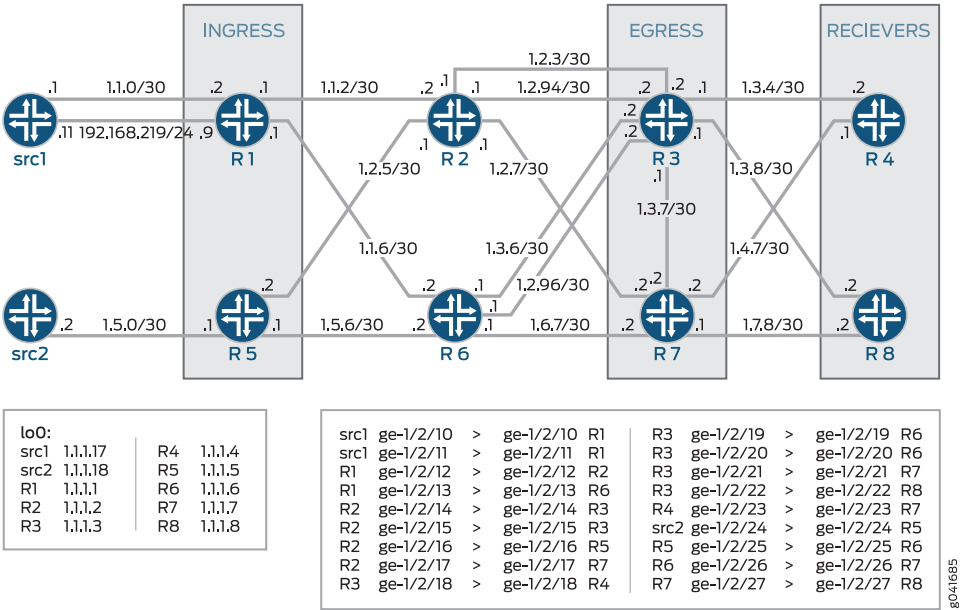 INGRESS EGRESS RECIEVERS
1.2.3/30
.1 1.1.0/30 .2 .1 1.1.2/30 .2 .1 .1 1.2.94/30 .2 .2 .1 1.3.4/30 .2
.11 192.168.219/24 .9 .1 .1 .1 .2 .2 .1 .1
src1 R 1 R 2 R 3 R 4
1.2.5/30 1.2.7/30 .1 1.3.8/30
1.3.7/30
1.1.6/30 1.3.6/30 1.4.7/30
.2 .2 .1 1.2.96/30 .2 .2 .2 .2
.1
.2 1.5.0/30 .1 .1 1.5.6/30 .2 .1 1.6.7/30 .2 .1 1.7.8/30 .2
src2 R 5 R 6 R 7 R 8
lo0:
src1 1.1.1.17 R4 1.1.1.4
src2 1.1.1.18 R5 1.1.1.5
R1 1.1.1.1 R6 1.1.1.6
R2 1.1.1.2 R7 1.1.1.7
R3 1.1.1.3 R8 1.1.1.8
src1 ge-1/2/10 > ge-1/2/10 R1 R3 ge-1/2/19 > ge-1/2/19 R6
src1 ge-1/2/11 > ge-1/2/11 R1 R3 ge-1/2/20 > ge-1/2/20 R6
R1 ge-1/2/12 > ge-1/2/12 R2 R3 ge-1/2/21 > ge-1/2/21 R7
R1 ge-1/2/13 > ge-1/2/13 R6 R3 ge-1/2/22 > ge-1/2/22 R8
R2 ge-1/2/14 > ge-1/2/14 R3 R4 ge-1/2/23 > ge-1/2/23 R7
R2 ge-1/2/15 > ge-1/2/15 R3 src2 ge-1/2/24 > ge-1/2/24 R5
R2 ge-1/2/16 > ge-1/2/16 R5 R5 ge-1/2/25 > ge-1/2/25 R6
R2 ge-1/2/17 > ge-1/2/17 R7 R6 ge-1/2/26 > ge-1/2/26 R7
R3 ge-1/2/18 > ge-1/2/18 R4 R7 ge-1/2/27 > ge-1/2/27 R8
g041685